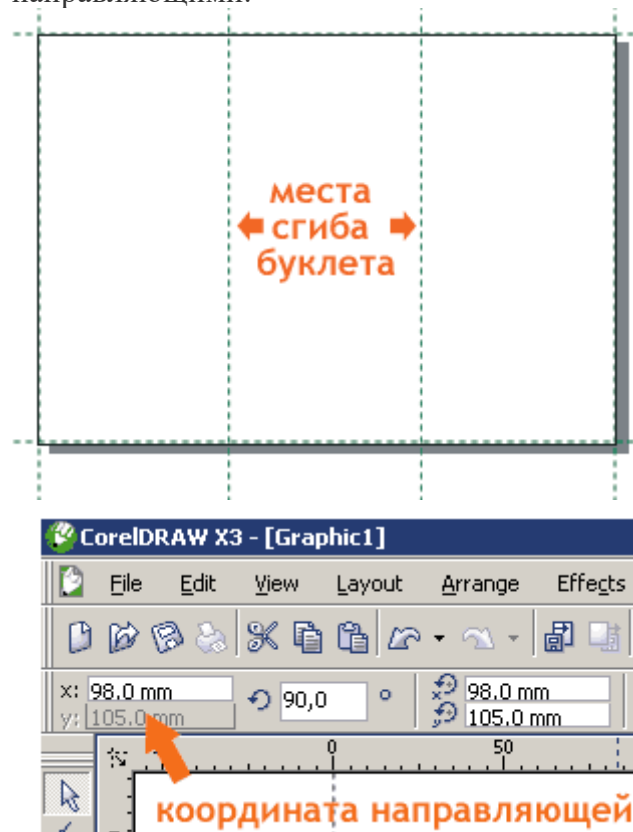 направляющими.
места
сгиба
буклета
CorelDRAW X3 - [Graphic1]
File Edit View Layout Arrange Effects
x: 98.0 mm 90,0 ° 98.0 mm
y: 105.0 mm 105.0 mm
0 50
координата направляющей